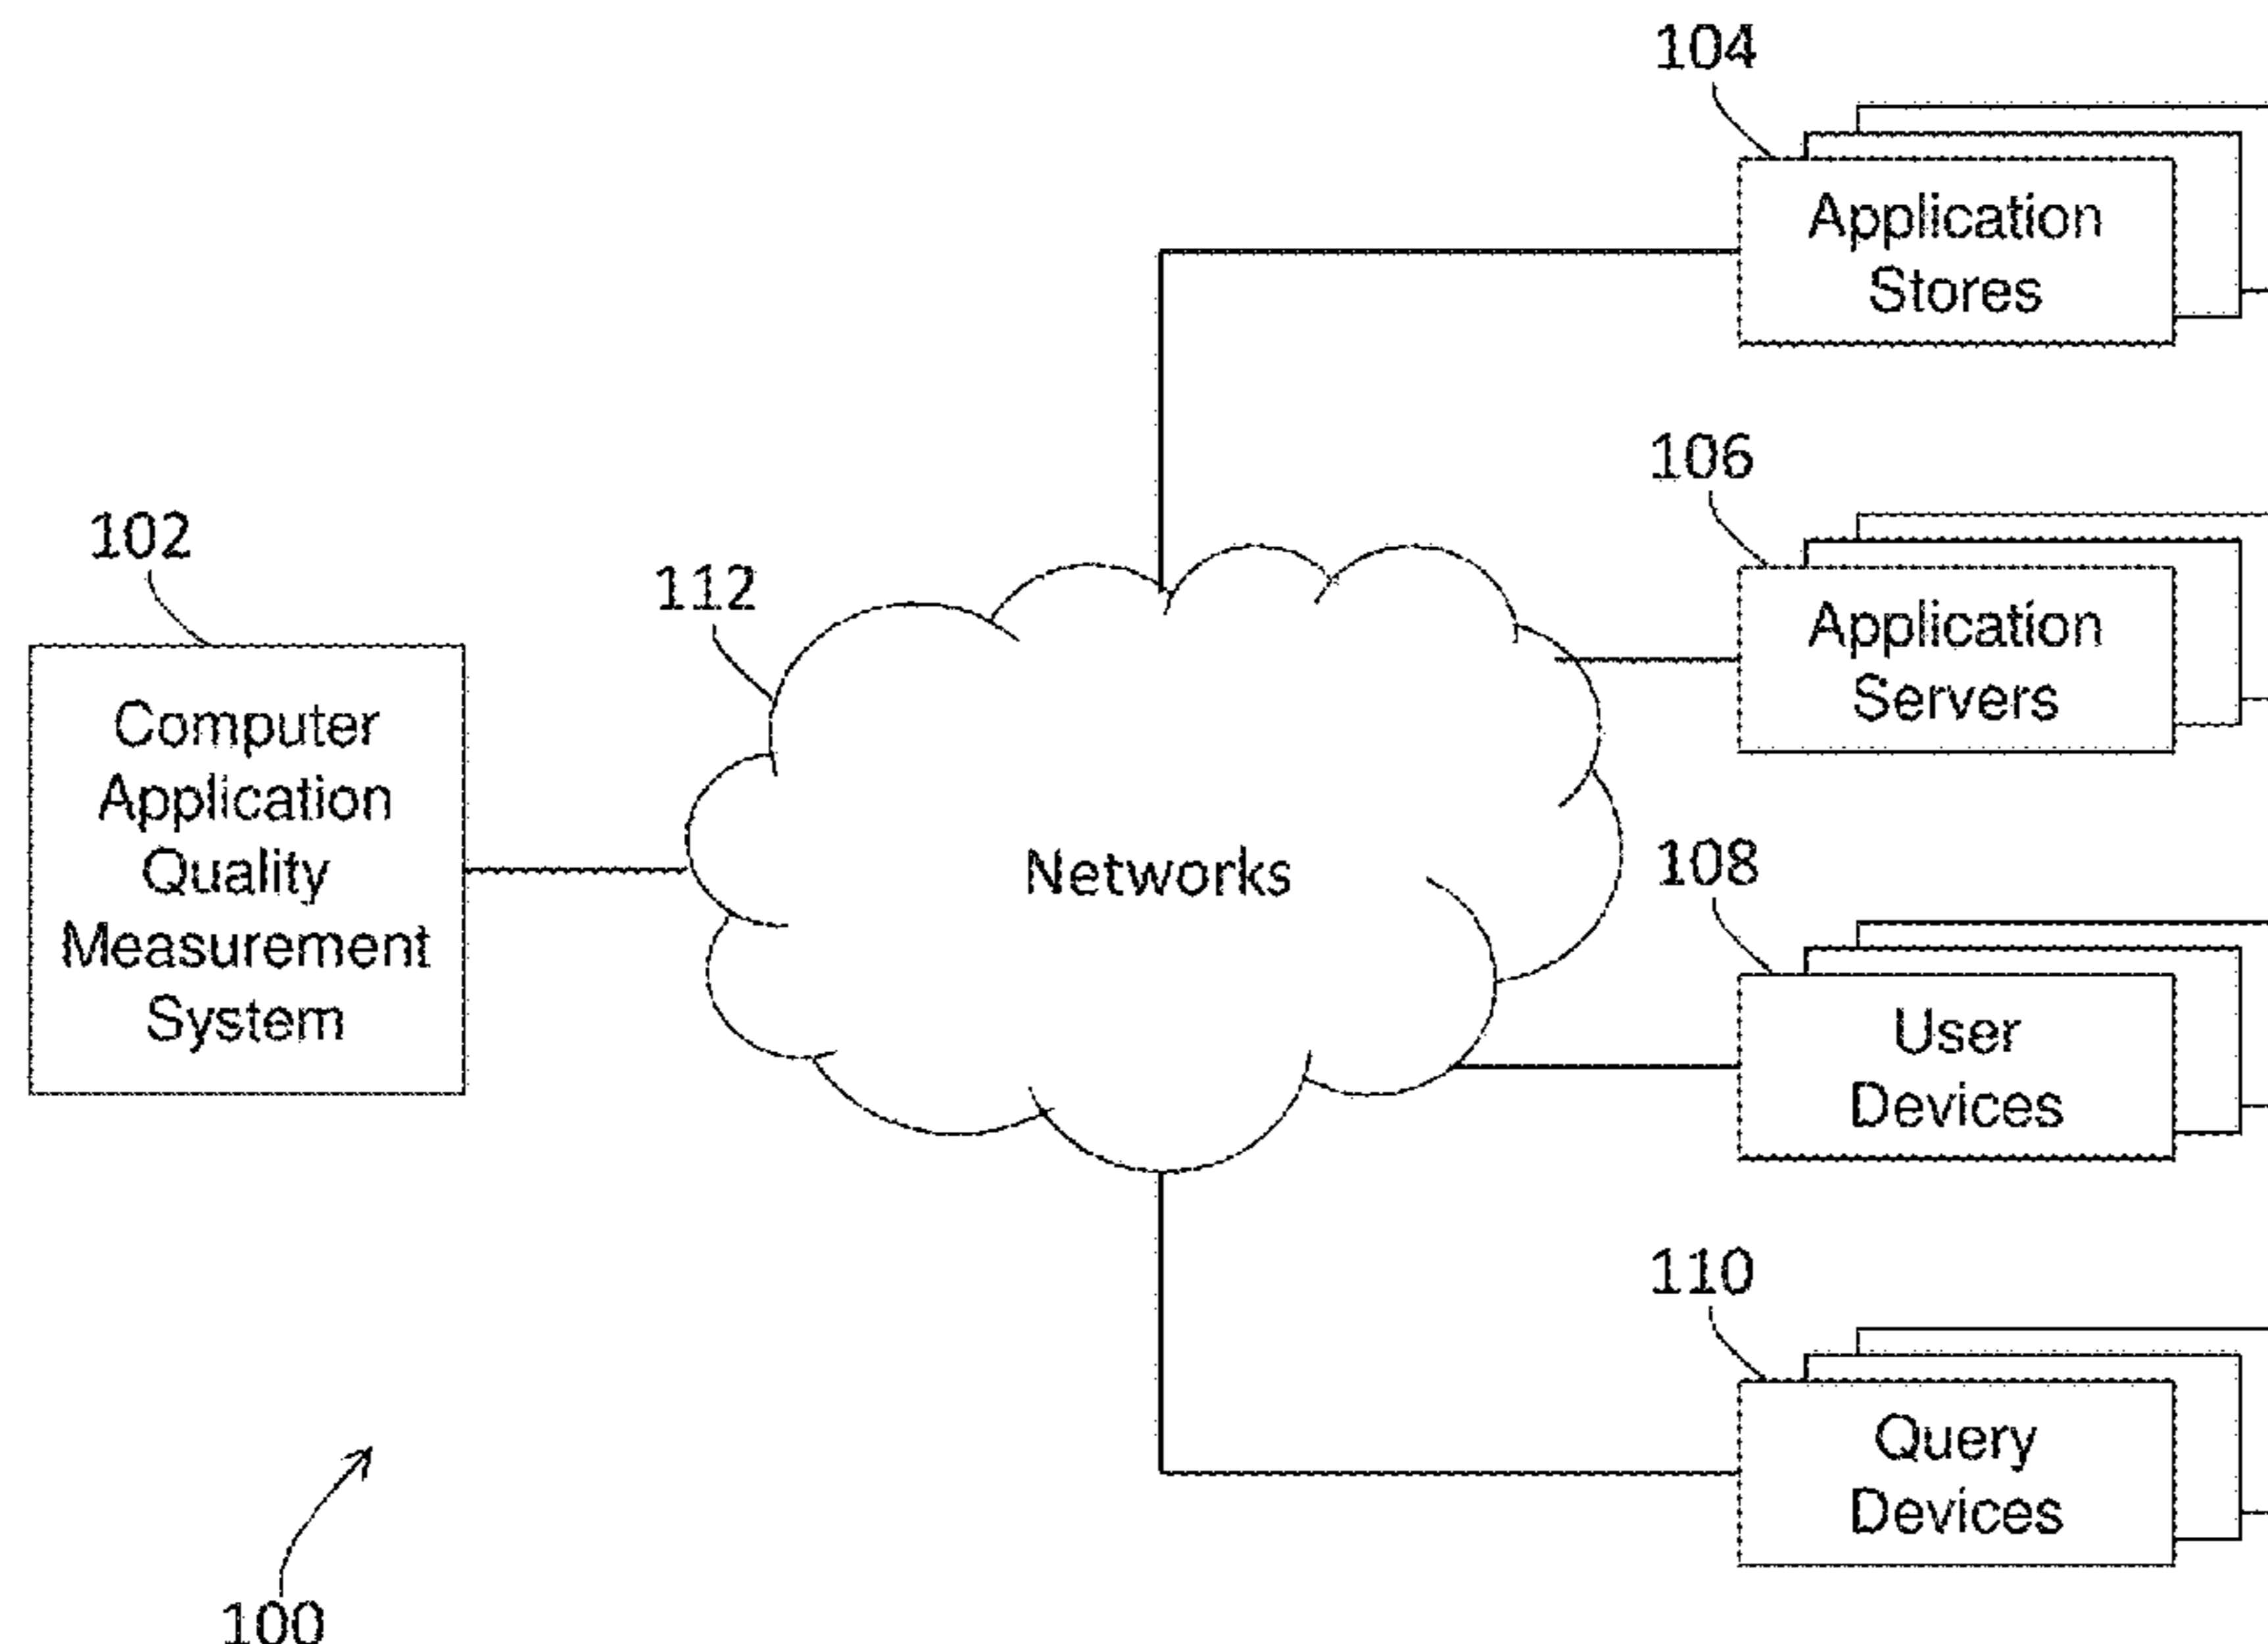 104
Application
Stores
106
Application
Servers
102
Computer
Application
Quality
Measurement
System
112
Networks
108
User
Devices
110
Query
Devices
100